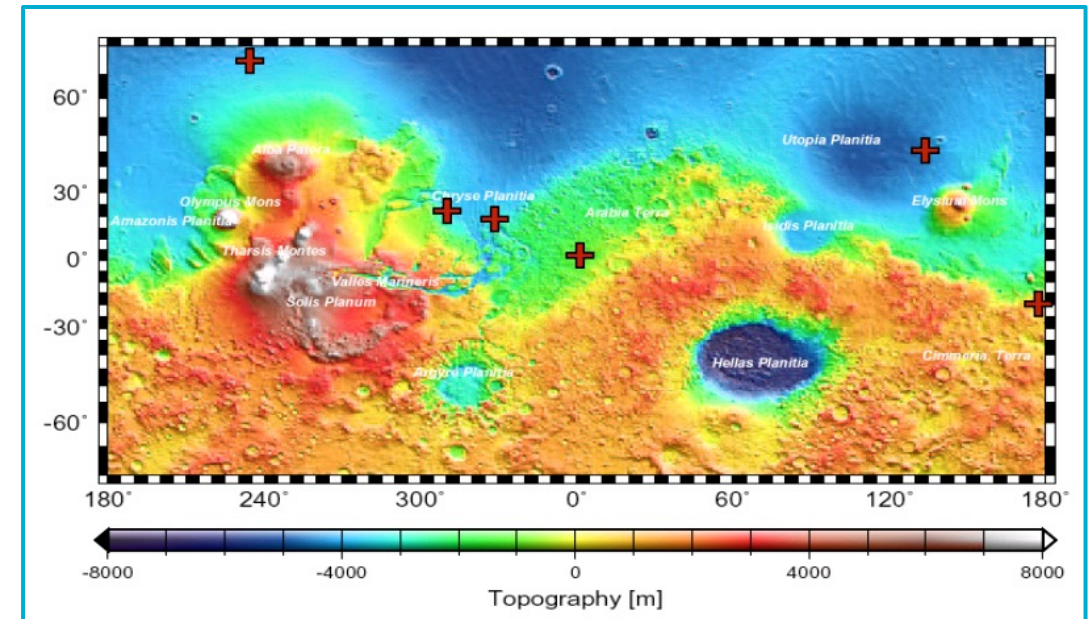 60°
30°
0°
-30°
-60°
Alba Patera
Utopia Planitia
Olympus Mons
Chryse Planitia
Elysium Mons
Amazonis Planitia
Arabia Terra
Isidis Planitia
Tharsis Montes
Valles Marineris
Solis Planum
Cimmeria, Terra
Hellas Planitia
Argyre Planitia
180° 240° 300° 0° 60° 120° 180°
-8000 -4000 0 4000 8000
Topography [m]